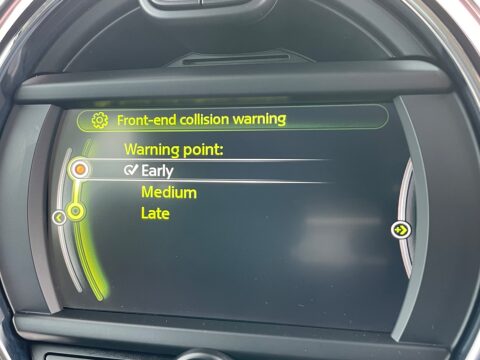 Front-end collision warning
Warning point:
Early
Medium
Late